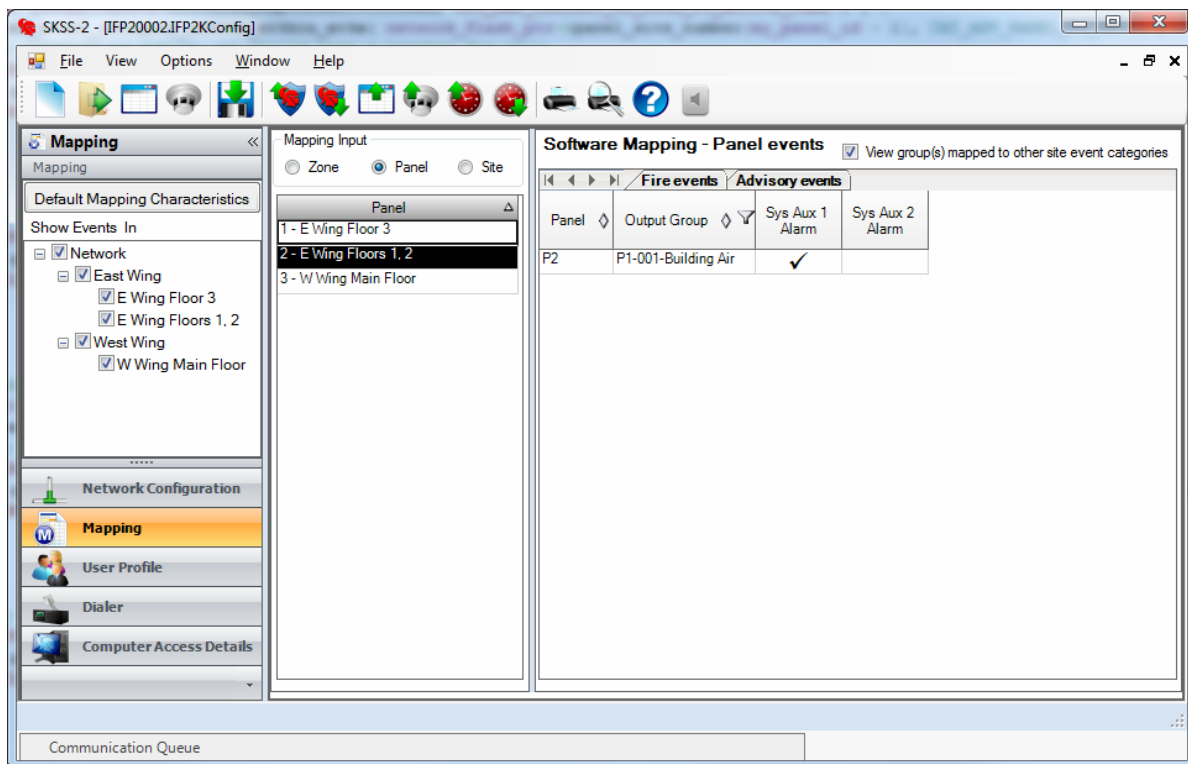 SKSS-2 - [IFP20002.IFP2KConfig]
File View Options Window Help
Mapping
Mapping
Default Mapping Characteristics
Show Events In
Network
East Wing
E Wing Floor 3
E Wing Floors 1, 2
West Wing
W Wing Main Floor
Network Configuration
M
Mapping
User Profile
Dialer
Computer Access Details
Mapping Input
Zone Panel Site
Panel
1 - E Wing Floor 3
2 - E Wing Floors 1, 2
3 - W Wing Main Floor
Software Mapping - Panel events
View group(s) mapped to other site event categories
Fire events Advisory events
Panel Output Group Sys Aux 1 Alarm Sys Aux 2 Alarm
P2 P1-001-Building Air
Communication Queue